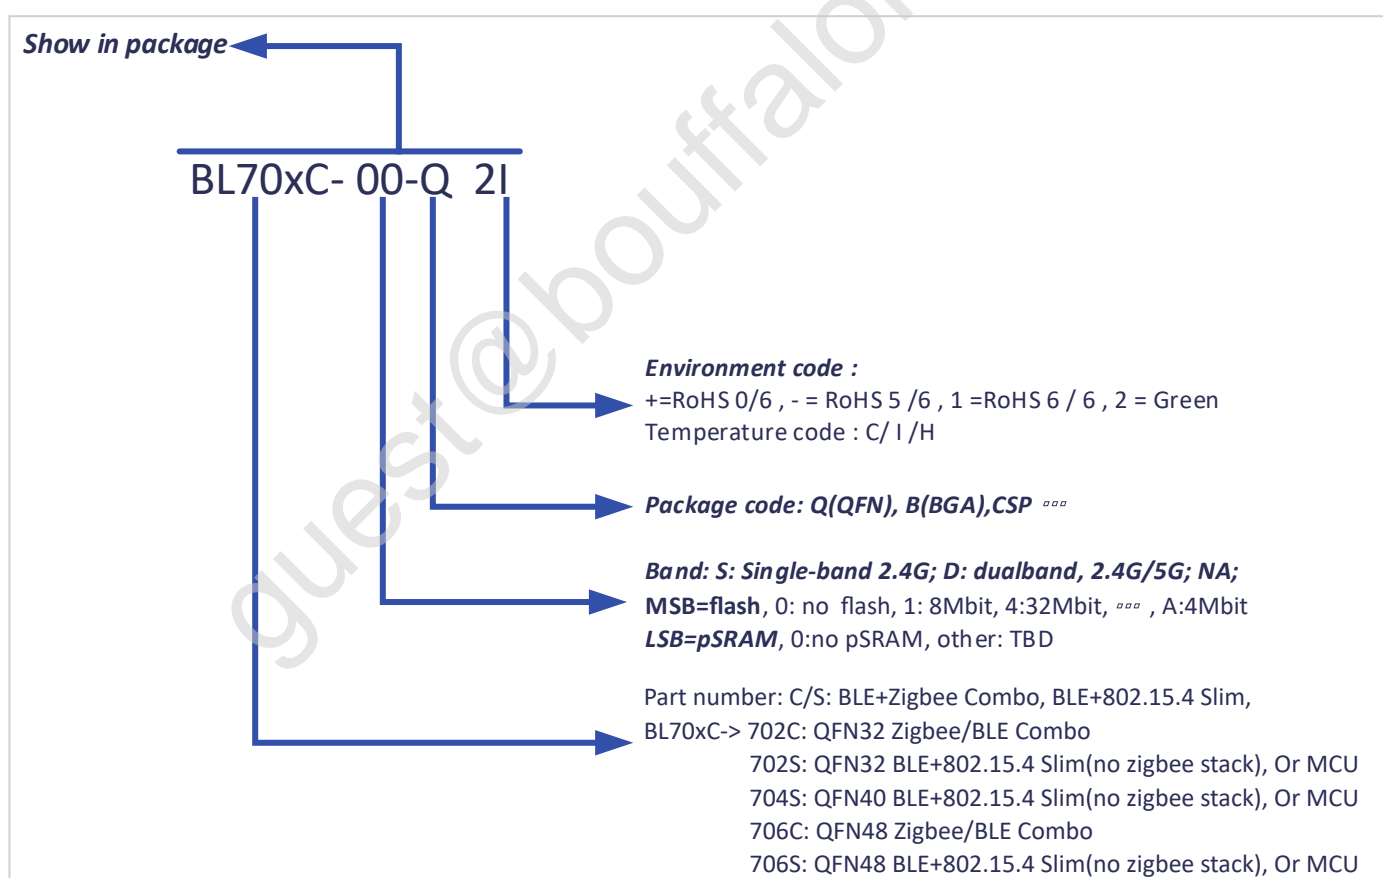 Show in package
BL70xC- 00-Q 2I
Environment code :
+=RoHS 0/6 , - = RoHS 5 /6 , 1 =RoHS 6 / 6 , 2 = Green
Temperature code : C/ I /H
Package code: Q(QFN), B(BGA),CSP ▫▫▫
Band: S: Single-band 2.4G; D: dualband, 2.4G/5G; NA;
MSB=flash, 0: no flash, 1: 8Mbit, 4:32Mbit, ▫▫▫ , A:4Mbit
LSB=pSRAM, 0:no pSRAM, other: TBD
Part number: C/S: BLE+Zigbee Combo, BLE+802.15.4 Slim,
BL70xC-> 702C: QFN32 Zigbee/BLE Combo
702S: QFN32 BLE+802.15.4 Slim(no zigbee stack), Or MCU
704S: QFN40 BLE+802.15.4 Slim(no zigbee stack), Or MCU
706C: QFN48 Zigbee/BLE Combo
706S: QFN48 BLE+802.15.4 Slim(no zigbee stack), Or MCU
guest@bouffalo